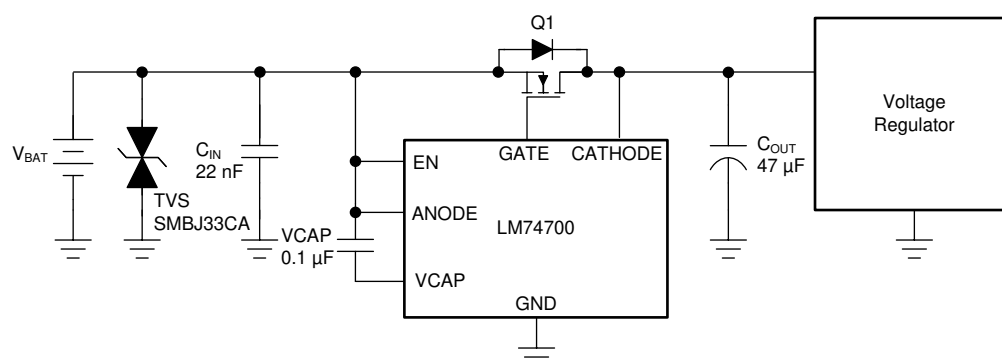 Q1
V_BAT
TVS
SMBJ33CA
C_IN
22 nF
VCAP
0.1 µF
EN
ANODE
VCAP
GATE
CATHODE
LM74700
GND
C_OUT
47 µF
Voltage
Regulator